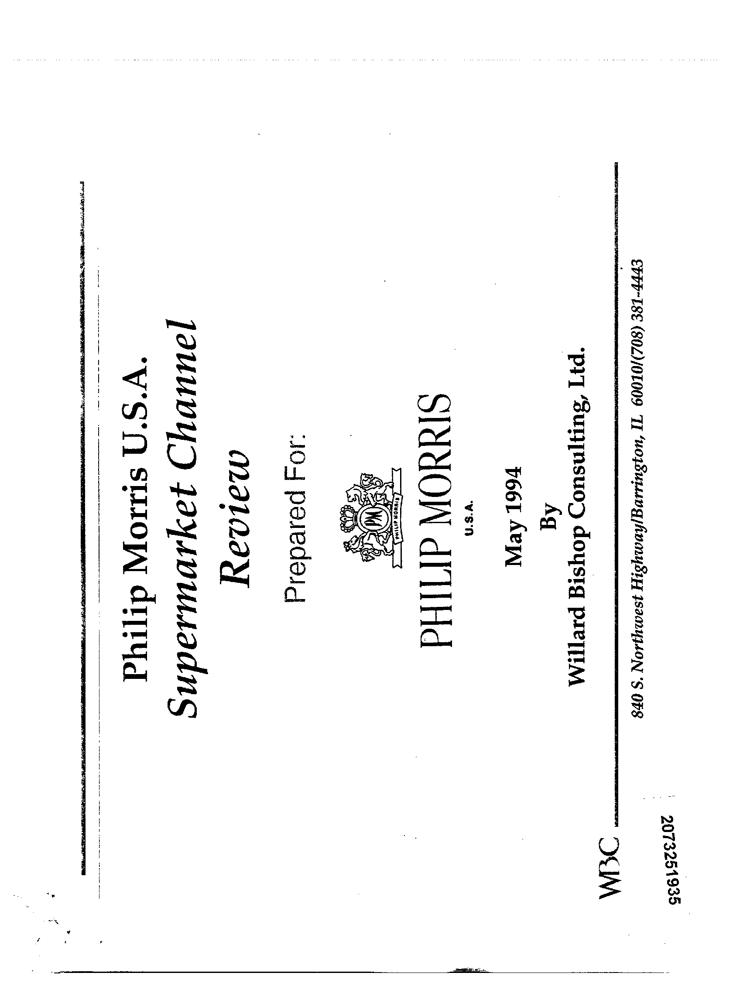 Philip Morris U.S.A.
Supermarket Channel
Review
Prepared For:
PM
PHILIP MORRIS
PHILIP MORRIS
U.S.A.
May 1994
By
Willard Bishop Consulting, Ltd.
WBC
840 S. Northwest Highway/Barrington, IL 60010/(708) 381-4443
2073251935